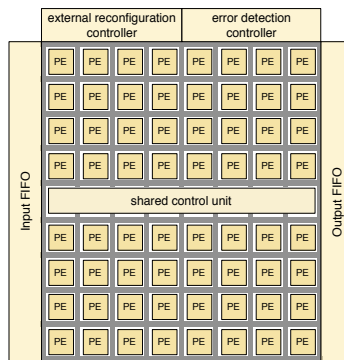 external reconfiguration
controller
error detection
controller
Input FIFO
PE PE PE PE PE PE PE PE
PE PE PE PE PE PE PE PE
PE PE PE PE PE PE PE PE
PE PE PE PE PE PE PE PE
shared control unit
PE PE PE PE PE PE PE PE
PE PE PE PE PE PE PE PE
PE PE PE PE PE PE PE PE
PE PE PE PE PE PE PE PE
Output FIFO